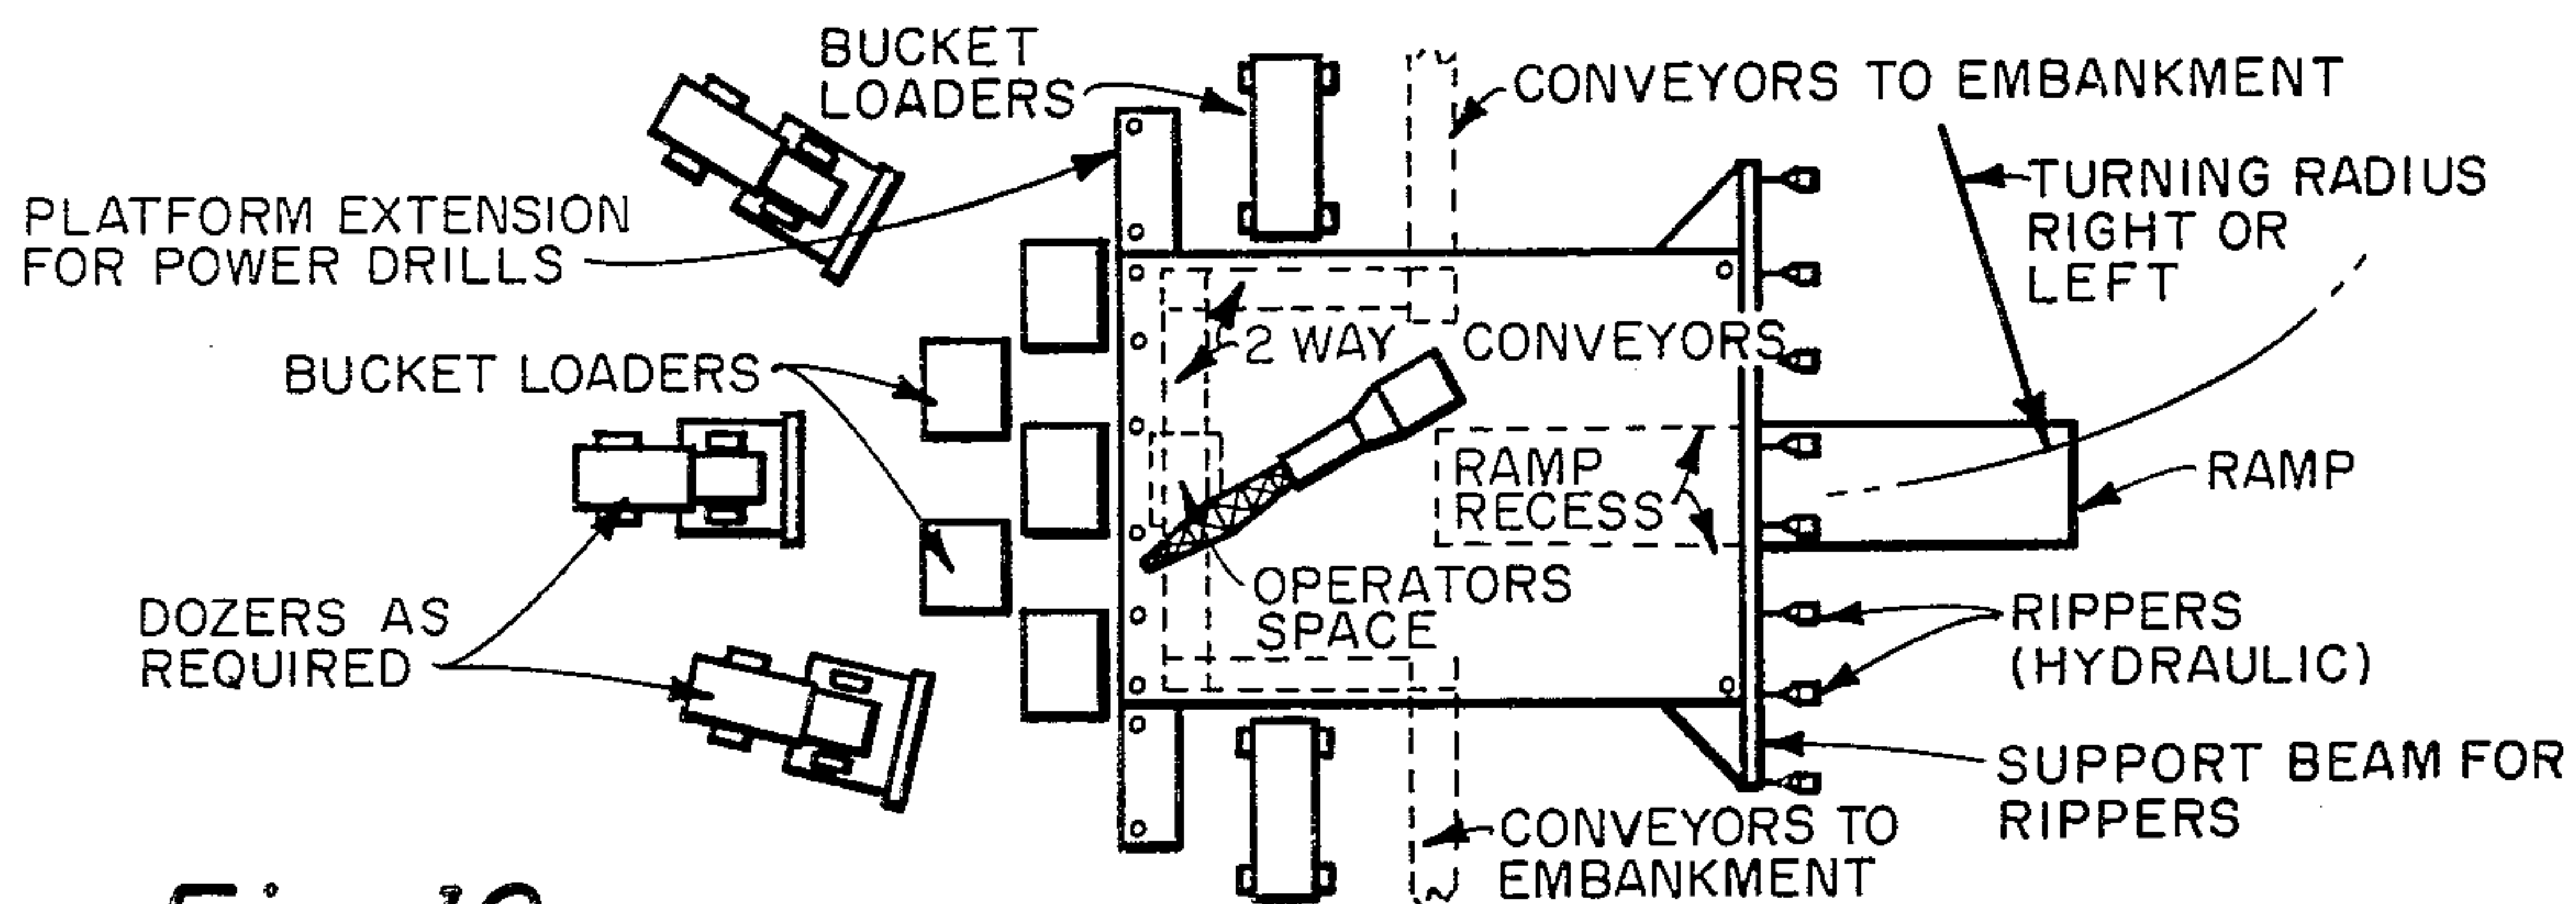 BUCKET
LOADERS
CONVEYORS TO EMBANKMENT
TURNING RADIUS
RIGHT OR
LEFT
PLATFORM EXTENSION
FOR POWER DRILLS
2 WAY CONVEYORS
BUCKET LOADERS
RAMP
RECESS
RAMP
OPERATORS
SPACE
DOZERS AS
REQUIRED
RIPPERS
(HYDRAULIC)
SUPPORT BEAM FOR
RIPPERS
CONVEYORS TO
EMBANKMENT